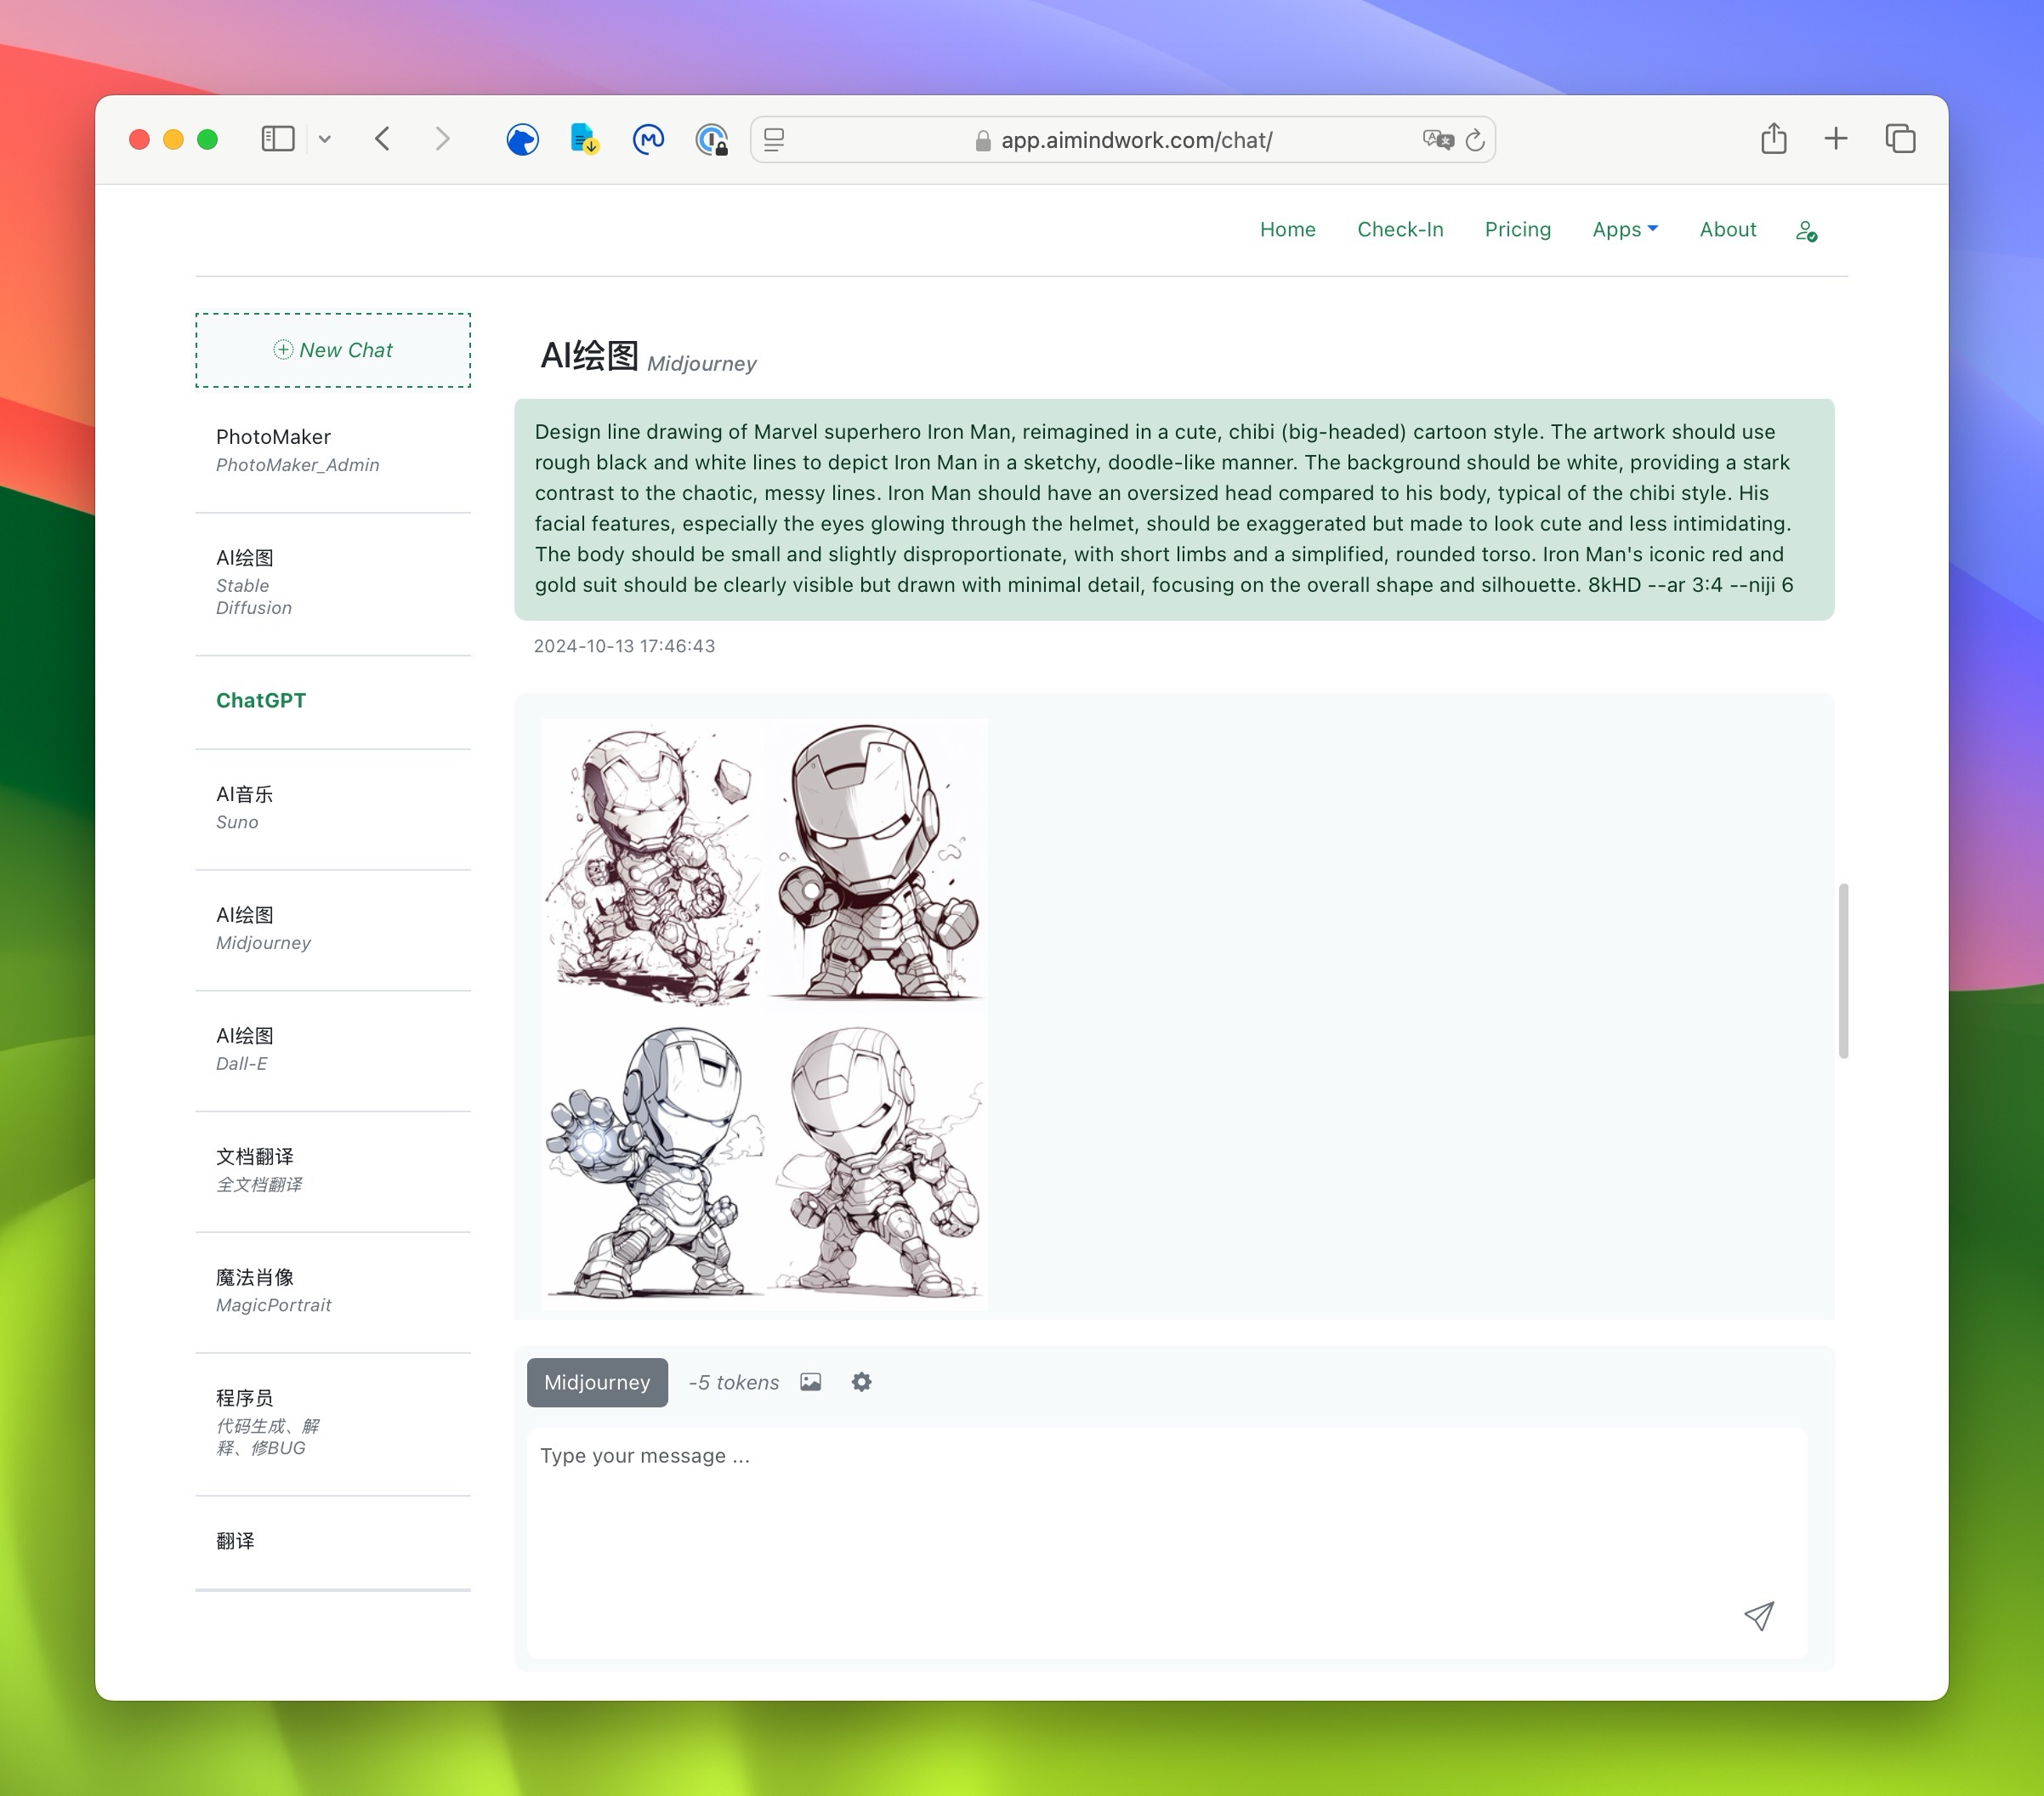 app.aimindwork.com/chat/
Home Check-In Pricing Apps About
New Chat
PhotoMaker
PhotoMaker_Admin
AI绘图
Stable
Diffusion
ChatGPT
AI音乐
Suno
AI绘图
Midjourney
AI绘图
Dall-E
文档翻译
全文档翻译
魔法肖像
MagicPortrait
程序员
代码生成、解
释、修BUG
翻译
AI绘图 Midjourney
Design line drawing of Marvel superhero Iron Man, reimagined in a cute, chibi (big-headed) cartoon style. The artwork should use
rough black and white lines to depict Iron Man in a sketchy, doodle-like manner. The background should be white, providing a stark
contrast to the chaotic, messy lines. Iron Man should have an oversized head compared to his body, typical of the chibi style. His
facial features, especially the eyes glowing through the helmet, should be exaggerated but made to look cute and less intimidating.
The body should be small and slightly disproportionate, with short limbs and a simplified, rounded torso. Iron Man's iconic red and
gold suit should be clearly visible but drawn with minimal detail, focusing on the overall shape and silhouette. 8kHD --ar 3:4 --niji 6
2024-10-13 17:46:43
Midjourney -5 tokens
Type your message ...